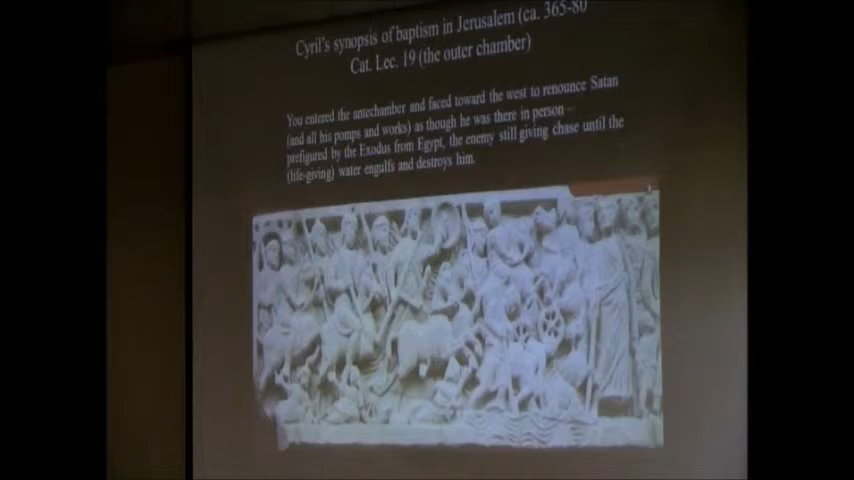 Cyril's synopsis of baptism in Jerusalem (ca. 365-80
Cat. Lec. 19 (the outer chamber)
You entered the antechamber and faced toward the west to renounce Satan
(and all his pomps and works) as though he was there in person –
prefigured by the Exodus from Egypt, the enemy still giving chase until the
(life-giving) water engulfs and destroys him.